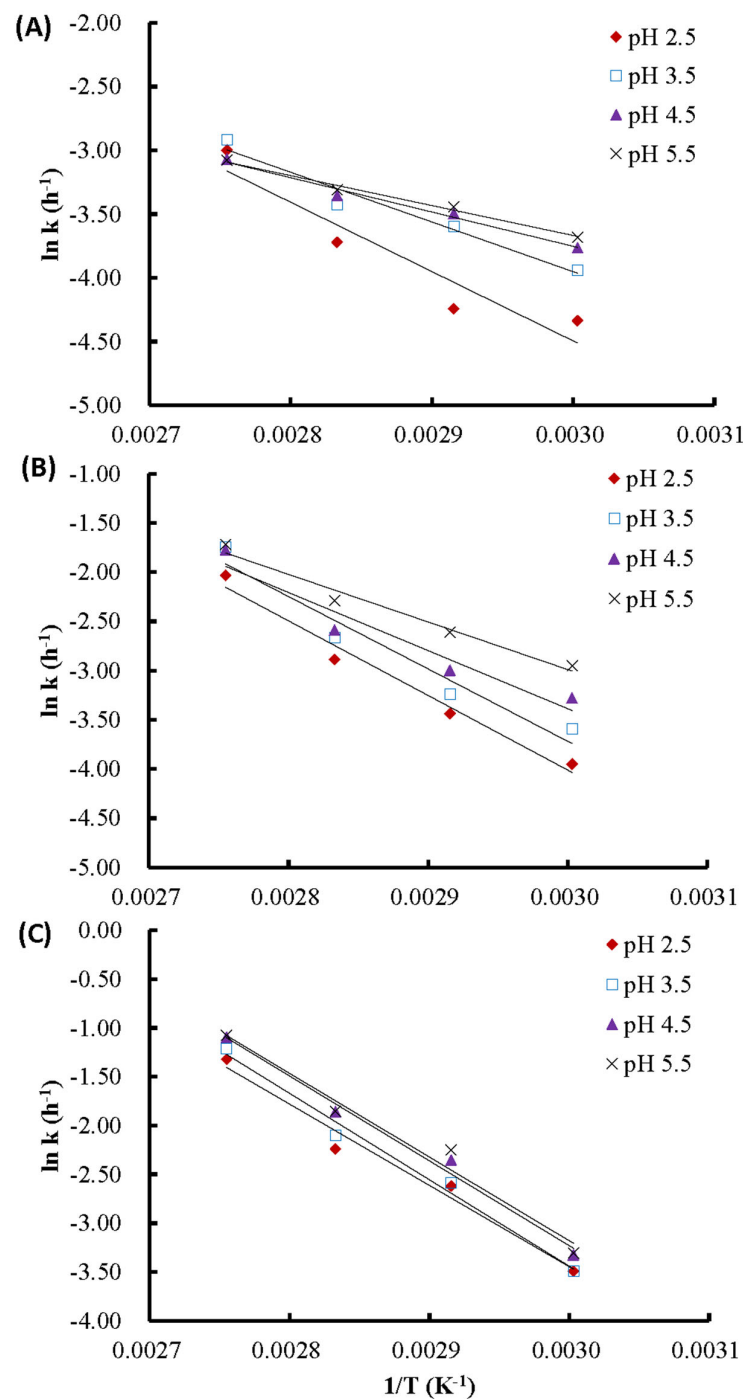 (A)
-2.00
-2.50
-3.00
-3.50
-4.00
-4.50
-5.00
ln k (h⁻¹)
pH 2.5
pH 3.5
pH 4.5
pH 5.5
0.0027 0.0028 0.0029 0.0030 0.0031
(B)
-1.00
-1.50
-2.00
-2.50
-3.00
-3.50
-4.00
-4.50
-5.00
ln k (h⁻¹)
pH 2.5
pH 3.5
pH 4.5
pH 5.5
0.0027 0.0028 0.0029 0.0030 0.0031
(C)
0.00
-0.50
-1.00
-1.50
-2.00
-2.50
-3.00
-3.50
-4.00
ln k (h⁻¹)
pH 2.5
pH 3.5
pH 4.5
pH 5.5
0.0027 0.0028 0.0029 0.0030 0.0031
1/T (K⁻¹)